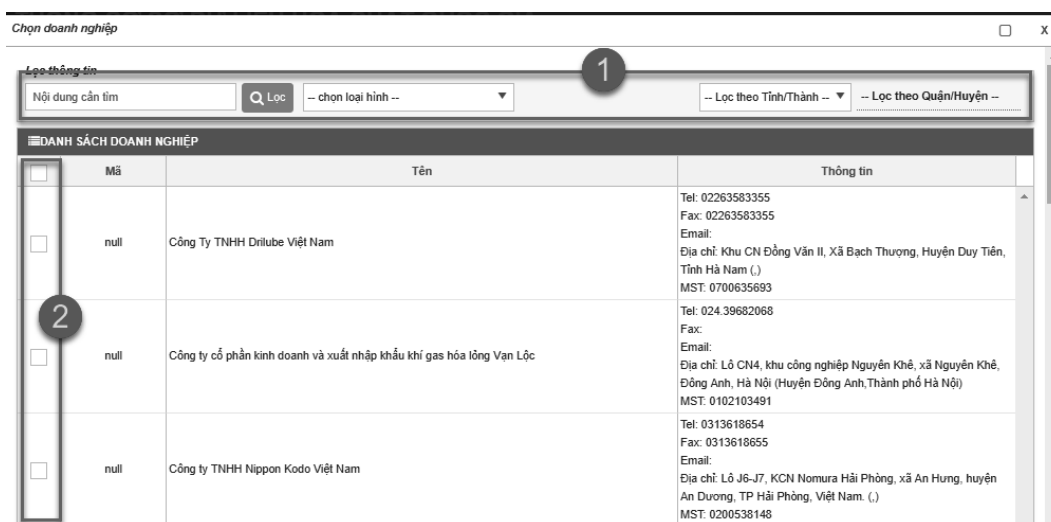 Chọn doanh nghiệp
X
Lọc thông tin
1
Nội dung cần tìm
Lọc
-- chọn loại hình --
-- Lọc theo Tỉnh/Thành --
-- Lọc theo Quận/Huyện --
DANH SÁCH DOANH NGHIỆP
Mã
Tên
Thông tin
null
Công Ty TNHH Drilube Việt Nam
Tel: 02263583355
Fax: 02263583355
Email:
Địa chỉ: Khu CN Đồng Văn II, Xã Bạch Thượng, Huyện Duy Tiên,
Tỉnh Hà Nam (,)
MST: 0700635693
2
null
Công ty cổ phần kinh doanh và xuất nhập khẩu khí gas hóa lỏng Vạn Lộc
Tel: 024.39682068
Fax:
Email:
Địa chỉ: Lô CN4, khu công nghiệp Nguyên Khê, xã Nguyên Khê,
Đông Anh, Hà Nội (Huyện Đông Anh,Thành phố Hà Nội)
MST: 0102103491
null
Công ty TNHH Nippon Kodo Việt Nam
Tel: 0313618654
Fax: 0313618655
Email:
Địa chỉ: Lô J6-J7, KCN Nomura Hải Phòng, xã An Hưng, huyện
An Dương, TP Hải Phòng, Việt Nam. (,)
MST: 0200538148